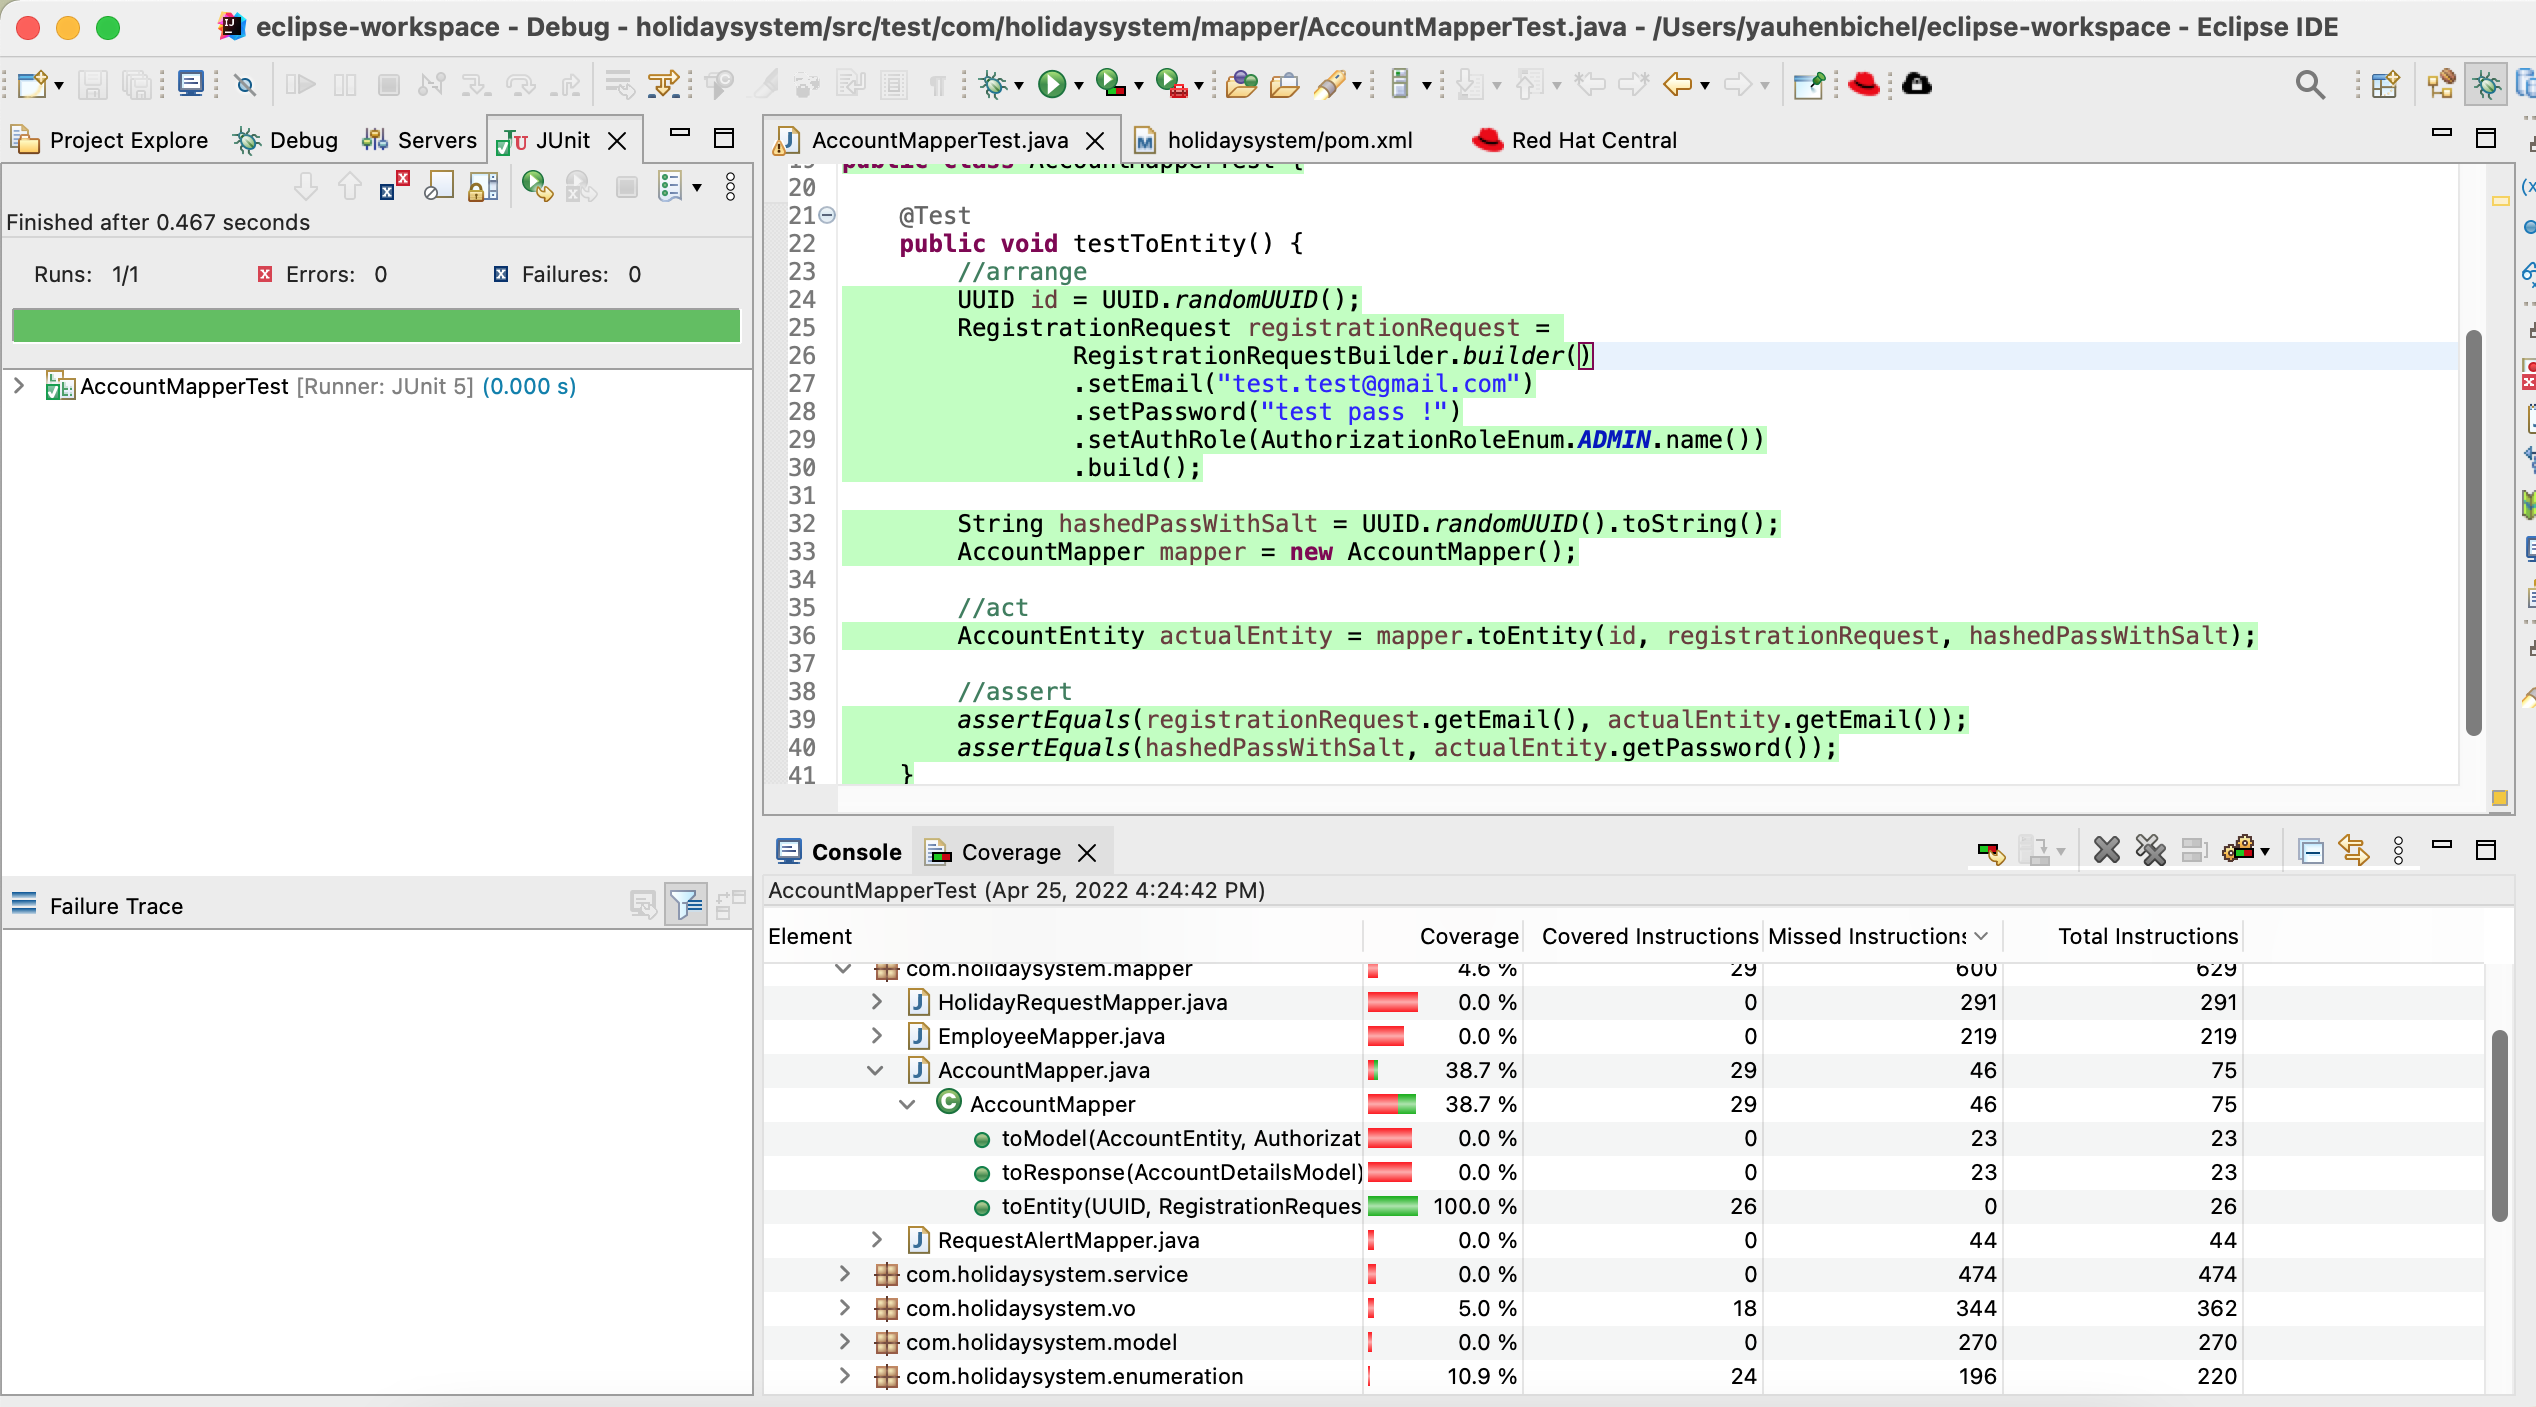 eclipse-workspace - Debug - holidaysystem/src/test/com/holidaysystem/mapper/AccountMapperTest.java - /Users/yauhenbichel/eclipse-workspace - Eclipse IDE
Project Explore Debug Servers JUnit
Finished after 0.467 seconds
Runs: 1/1 Errors: 0 Failures: 0
AccountMapperTest [Runner: JUnit 5] (0.000 s)
Failure Trace
AccountMapperTest.java holidaysystem/pom.xml Red Hat Central
19 public class AccountMapperTest {
20
21 @Test
22 public void testToEntity() {
23 //arrange
24 UUID id = UUID.randomUUID();
25 RegistrationRequest registrationRequest =
26 RegistrationRequestBuilder.builder()
27 .setEmail("test.test@gmail.com")
28 .setPassword("test pass !")
29 .setAuthRole(AuthorizationRoleEnum.ADMIN.name())
30 .build();
31
32 String hashedPassWithSalt = UUID.randomUUID().toString();
33 AccountMapper mapper = new AccountMapper();
34
35 //act
36 AccountEntity actualEntity = mapper.toEntity(id, registrationRequest, hashedPassWithSalt);
37
38 //assert
39 assertEquals(registrationRequest.getEmail(), actualEntity.getEmail());
40 assertEquals(hashedPassWithSalt, actualEntity.getPassword());
41 }
Console Coverage
AccountMapperTest (Apr 25, 2022 4:24:42 PM)
Element Coverage Covered Instructions Missed Instructions Total Instructions
com.holidaysystem.mapper 4.6 % 29 600 629
HolidayRequestMapper.java 0.0 % 0 291 291
EmployeeMapper.java 0.0 % 0 219 219
AccountMapper.java 38.7 % 29 46 75
AccountMapper 38.7 % 29 46 75
toModel(AccountEntity, Authorizat 0.0 % 0 23 23
toResponse(AccountDetailsModel) 0.0 % 0 23 23
toEntity(UUID, RegistrationReques 100.0 % 26 0 26
RequestAlertMapper.java 0.0 % 0 44 44
com.holidaysystem.service 0.0 % 0 474 474
com.holidaysystem.vo 5.0 % 18 344 362
com.holidaysystem.model 0.0 % 0 270 270
com.holidaysystem.enumeration 10.9 % 24 196 220